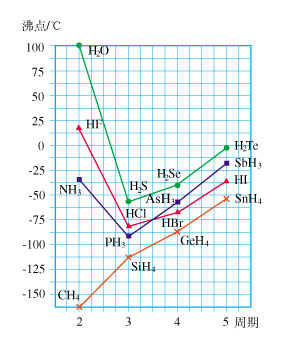 沸点/℃
100
75
50
25
0
-25
-50
-75
-100
-125
-150
H₂O
HF
NH₃
CH₄
H₂S
HCl
PH₃
SiH₄
H₂Se
AsH₃
HBr
GeH₄
H₂Te
SbH₃
HI
SnH₄
2 3 4 5 周期